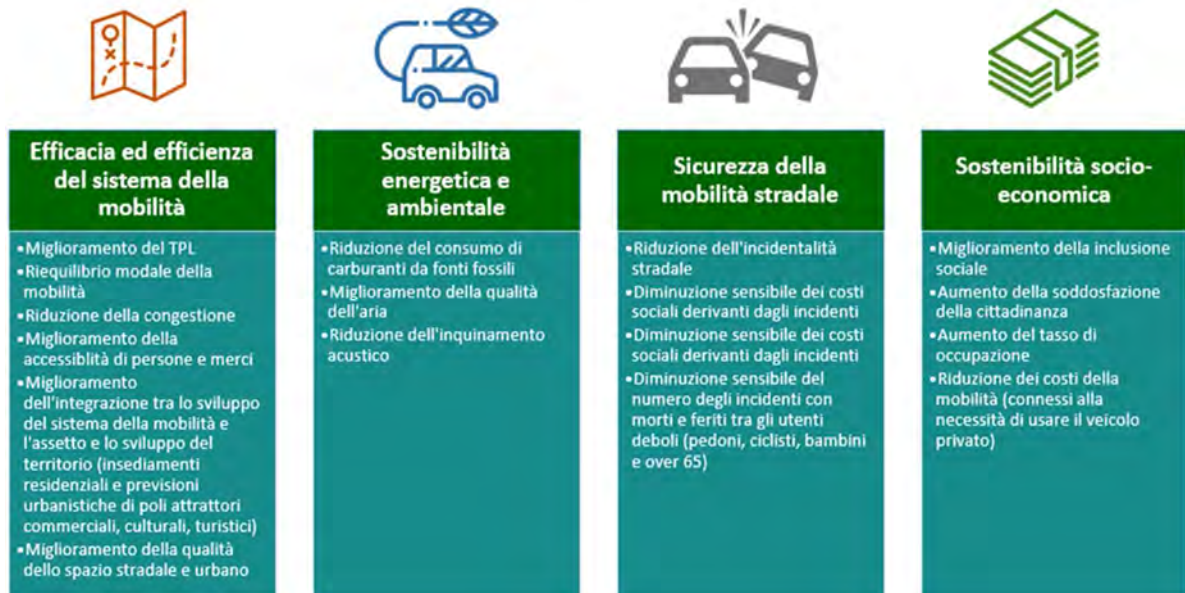 Efficacia ed efficienza
del sistema della
mobilità
•Miglioramento del TPL
•Riequilibrio modale della
mobilità
•Riduzione della congestione
•Miglioramento della
accessiblità di persone e merci
•Miglioramento
dell'integrazione tra lo sviluppo
del sistema della mobilità e
l'assetto e lo sviluppo del
territorio (insediamenti
residenziali e previsioni
urbanistiche di poli attrattori
commerciali, culturali, turistici)
•Miglioramento della qualità
dello spazio stradale e urbano
Sostenibilità
energetica e
ambientale
•Riduzione del consumo di
carburanti da fonti fossili
•Miglioramento della qualità
dell'aria
•Riduzione dell'inquinamento
acustico
Sicurezza della
mobilità stradale
•Riduzione dell'incidentalità
stradale
•Diminuzione sensibile dei costi
sociali derivanti dagli incidenti
•Diminuzione sensibile dei costi
sociali derivanti dagli incidenti
•Diminuzione sensibile del
numero degli incidenti con
morti e feriti tra gli utenti
deboli (pedoni, ciclisti, bambini
e over 65)
Sostenibilità socio-
economica
•Miglioramento della inclusione
sociale
•Aumento della soddosfazione
della cittadinanza
•Aumento del tasso di
occupazione
•Riduzione dei costi della
mobilità (connessi alla
necessità di usare il veicolo
privato)